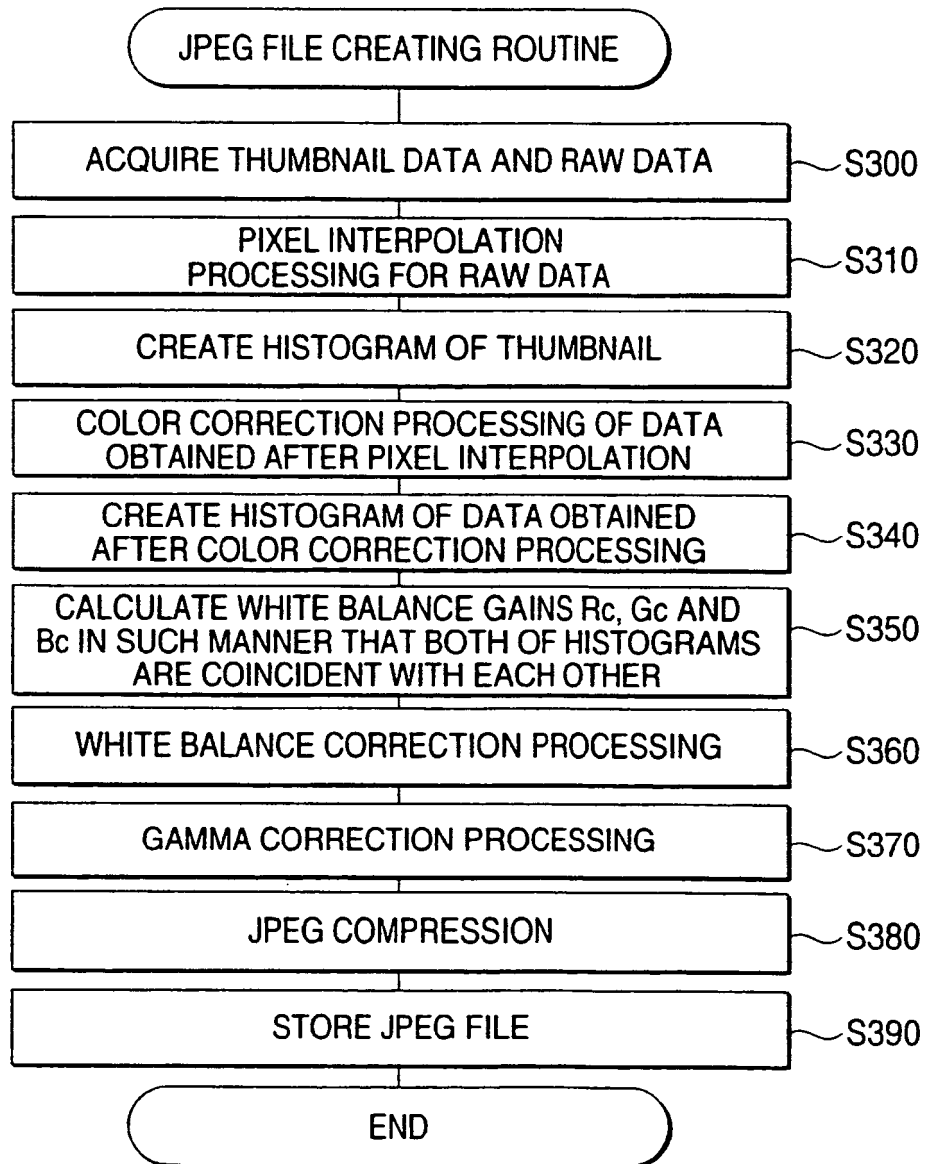 JPEG FILE CREATING ROUTINE
ACQUIRE THUMBNAIL DATA AND RAW DATA
S300
PIXEL INTERPOLATION
PROCESSING FOR RAW DATA
S310
CREATE HISTOGRAM OF THUMBNAIL
S320
COLOR CORRECTION PROCESSING OF DATA
OBTAINED AFTER PIXEL INTERPOLATION
S330
CREATE HISTOGRAM OF DATA OBTAINED
AFTER COLOR CORRECTION PROCESSING
S340
CALCULATE WHITE BALANCE GAINS Rc, Gc AND
Bc IN SUCH MANNER THAT BOTH OF HISTOGRAMS
ARE COINCIDENT WITH EACH OTHER
S350
WHITE BALANCE CORRECTION PROCESSING
S360
GAMMA CORRECTION PROCESSING
S370
JPEG COMPRESSION
S380
STORE JPEG FILE
S390
END